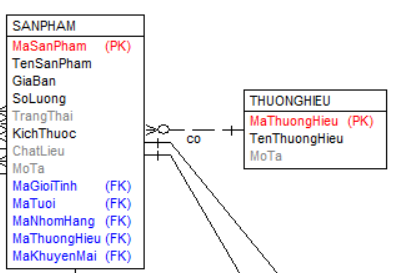 SANPHAM
MaSanPham (PK)
TenSanPham
GiaBan
SoLuong
TrangThai
KichThuoc
ChatLieu
MoTa
MaGioiTinh (FK)
MaTuoi (FK)
MaNhomHang (FK)
MaThuongHieu (FK)
MaKhuyenMai (FK)
co
THUONGHIEU
MaThuongHieu (PK)
TenThuongHieu
MoTa